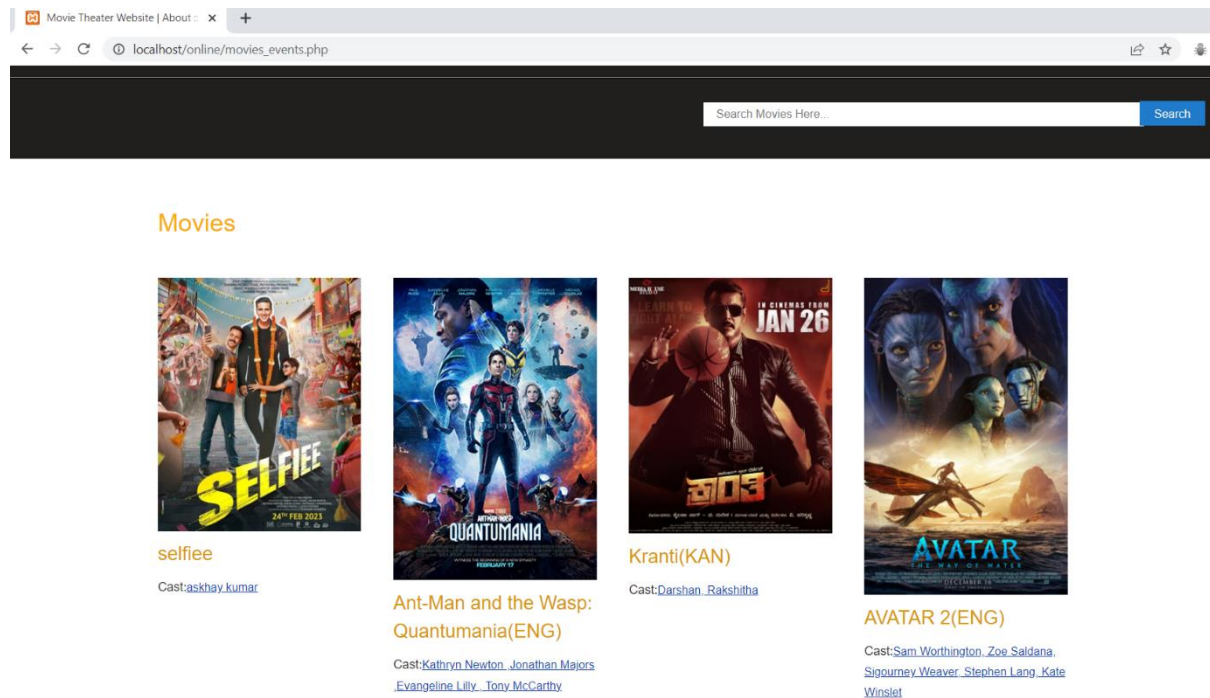 Movie Theater Website | About ::
localhost/online/movies_events.php
Search Movies Here...
Search
Movies
SELFIEE
24TH FEB 2023
ANT-MAN AND THE WASP
QUANTUMANIA
FEBRUARY 17
IN CINEMAS FROM
JAN 26
ಕ್ರಾಂತಿ
AVATAR
THE WAY OF WATER
DECEMBER 16
selfiee
Cast:askhay kumar
Ant-Man and the Wasp:
Quantumania(ENG)
Cast:Kathryn Newton ,Jonathan Majors
,Evangeline Lilly , Tony McCarthy
Kranti(KAN)
Cast:Darshan, Rakshitha
AVATAR 2(ENG)
Cast:Sam Worthington, Zoe Saldana,
Sigourney Weaver, Stephen Lang, Kate
Winslet